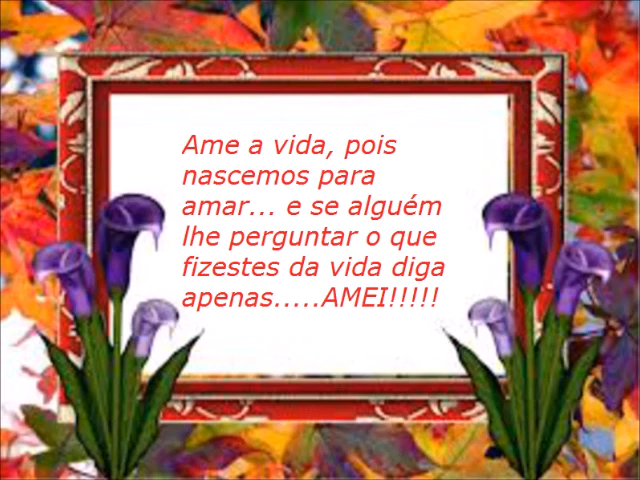 Ame a vida, pois
nascemos para
amar... e se alguém
lhe perguntar o que
fizestes da vida diga
apenas.....AMEI!!!!!